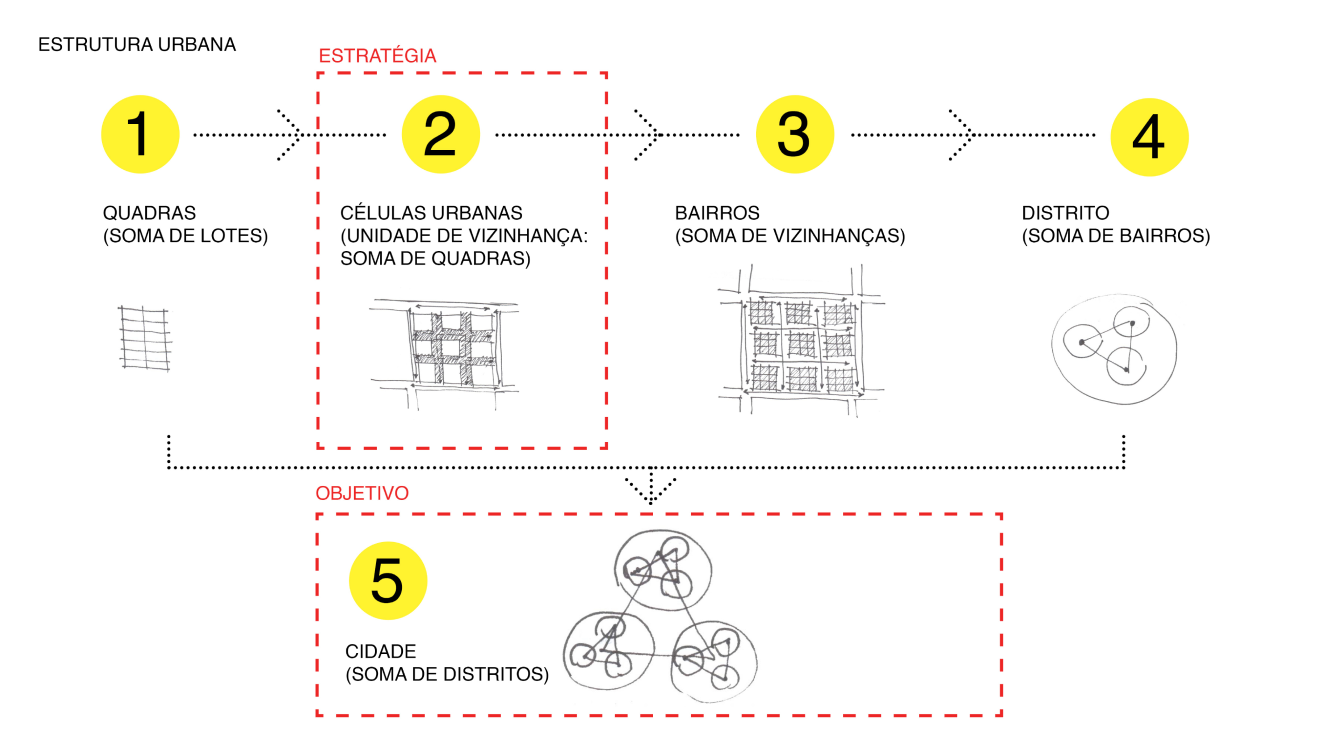 ESTRUTURA URBANA
ESTRATÉGIA
1
2
3
4
QUADRAS
(SOMA DE LOTES)
CÉLULAS URBANAS
(UNIDADE DE VIZINHANÇA:
SOMA DE QUADRAS)
BAIRROS
(SOMA DE VIZINHANÇAS)
DISTRITO
(SOMA DE BAIRROS)
OBJETIVO
5
CIDADE
(SOMA DE DISTRITOS)